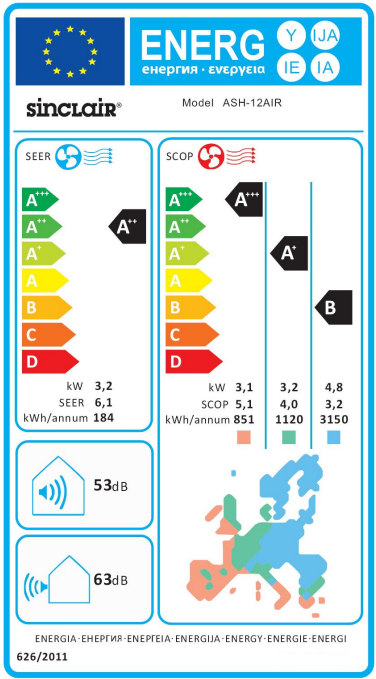 ENERG
енергия · ενεργεια
Y IJA
IE IA
sinclair®
Model ASH-12AIR
SEER
A+++
A++
A+
A
B
C
D
A++
kW 3,2
SEER 6,1
kWh/annum 184
SCOP
A+++
A++
A+
A
B
C
D
A+++
A+
B
kW 3,1 3,2 4,8
SCOP 5,1 4,0 3,2
kWh/annum 851 1120 3150
53dB
63dB
ENERGIA·ЕНЕРГИЯ·ΕΝΕΡΓΕΙΑ·ENERGIJA·ENERGY·ENERGIE·ENERGI
626/2011